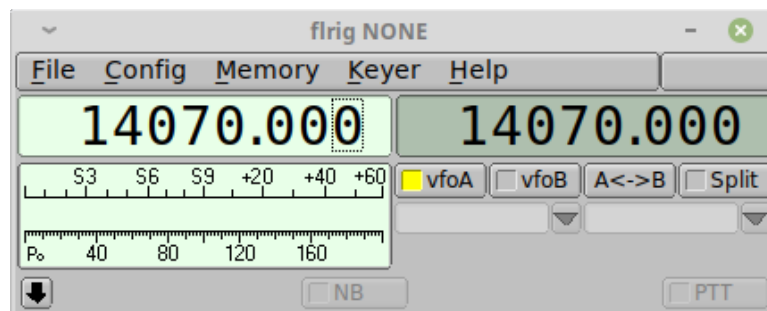 flrig NONE
File Config Memory Keyer Help
14070.000 14070.000
S3 S6 S9 +20 +40 +60
vfoA vfoB A<->B Split
Po 40 80 120 160
NB PTT